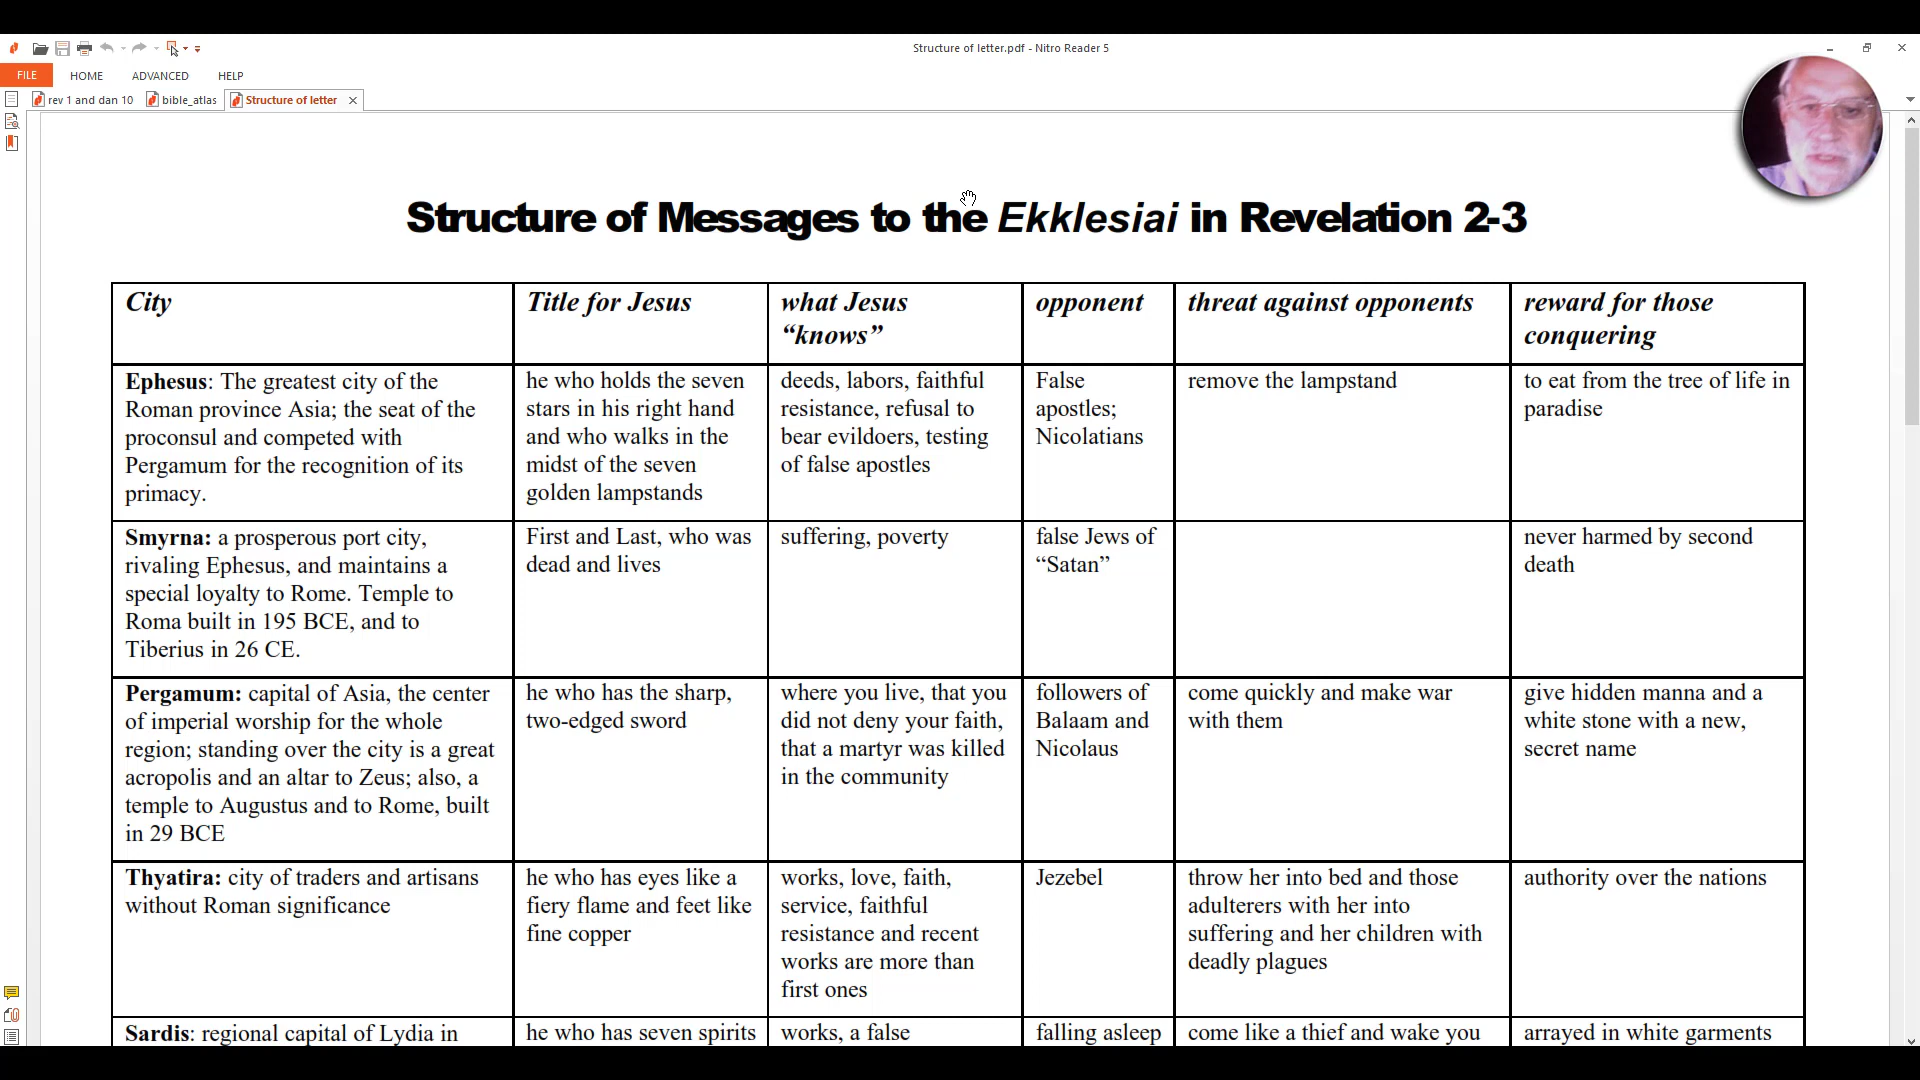 Structure of letter.pdf - Nitro Reader 5
FILE HOME ADVANCED HELP
rev 1 and dan 10 bible_atlas Structure of letter
Structure of Messages to the Ekklesiai in Revelation 2-3
City
Title for Jesus
what Jesus
“knows”
opponent
threat against opponents
reward for those
conquering
Ephesus: The greatest city of the
Roman province Asia; the seat of the
proconsul and competed with
Pergamum for the recognition of its
primacy.
he who holds the seven
stars in his right hand
and who walks in the
midst of the seven
golden lampstands
deeds, labors, faithful
resistance, refusal to
bear evildoers, testing
of false apostles
False
apostles;
Nicolatians
remove the lampstand
to eat from the tree of life in
paradise
Smyrna: a prosperous port city,
rivaling Ephesus, and maintains a
special loyalty to Rome. Temple to
Roma built in 195 BCE, and to
Tiberius in 26 CE.
First and Last, who was
dead and lives
suffering, poverty
false Jews of
“Satan”
never harmed by second
death
Pergamum: capital of Asia, the center
of imperial worship for the whole
region; standing over the city is a great
acropolis and an altar to Zeus; also, a
temple to Augustus and to Rome, built
in 29 BCE
he who has the sharp,
two-edged sword
where you live, that you
did not deny your faith,
that a martyr was killed
in the community
followers of
Balaam and
Nicolaus
come quickly and make war
with them
give hidden manna and a
white stone with a new,
secret name
Thyatira: city of traders and artisans
without Roman significance
he who has eyes like a
fiery flame and feet like
fine copper
works, love, faith,
service, faithful
resistance and recent
works are more than
first ones
Jezebel
throw her into bed and those
adulterers with her into
suffering and her children with
deadly plagues
authority over the nations
Sardis: regional capital of Lydia in
he who has seven spirits
works, a false
falling asleep
come like a thief and wake you
arrayed in white garments